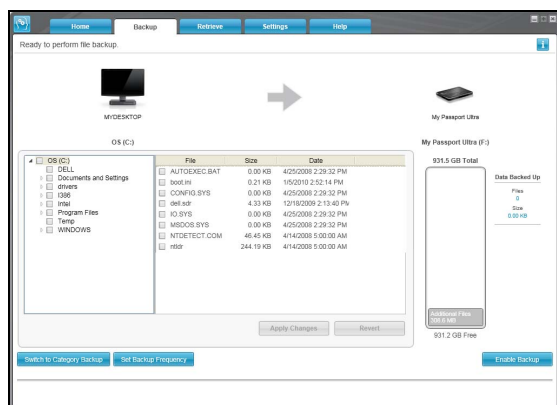 Home Backup Retrieve Settings Help
Ready to perform file backup.
MYDESKTOP
My Passport Ultra
OS (C:)
My Passport Ultra (F:)
OS (C:)
DELL
Documents and Settings
drivers
I386
Intel
Program Files
Temp
WINDOWS
File Size Date
AUTOEXEC.BAT 0.00 KB 4/25/2008 2:29:32 PM
boot.ini 0.21 KB 1/5/2010 2:52:14 PM
CONFIG.SYS 0.00 KB 4/25/2008 2:29:32 PM
dell.sdr 4.33 KB 12/18/2009 2:13:40 PM
IO.SYS 0.00 KB 4/25/2008 2:29:32 PM
MSDOS.SYS 0.00 KB 4/25/2008 2:29:32 PM
NTDETECT.COM 46.45 KB 4/14/2008 5:00:00 AM
ntldr 244.19 KB 4/14/2008 5:00:00 AM
Apply Changes Revert
931.5 GB Total
Additional Files
308.6 MB
931.2 GB Free
Data Backed Up
Files
0
Size
0.00 KB
Switch to Category Backup Set Backup Frequency Enable Backup